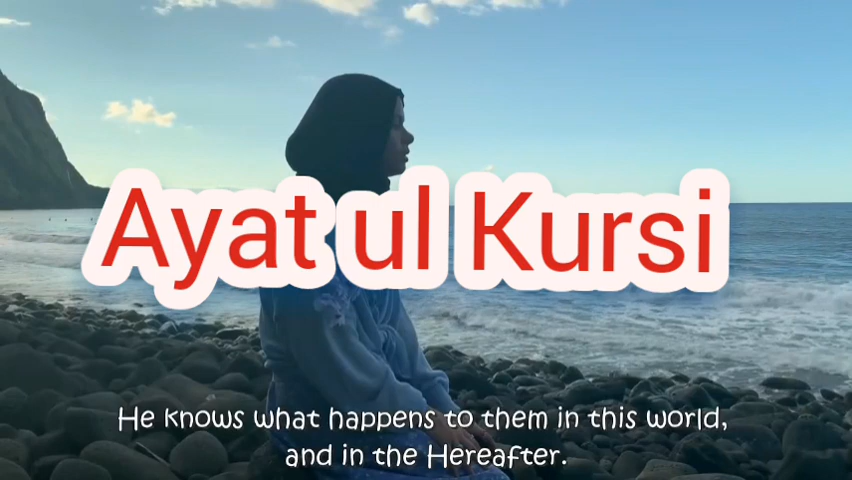 Ayat ul Kursi
He knows what happens to them in this world,
and in the Hereafter.